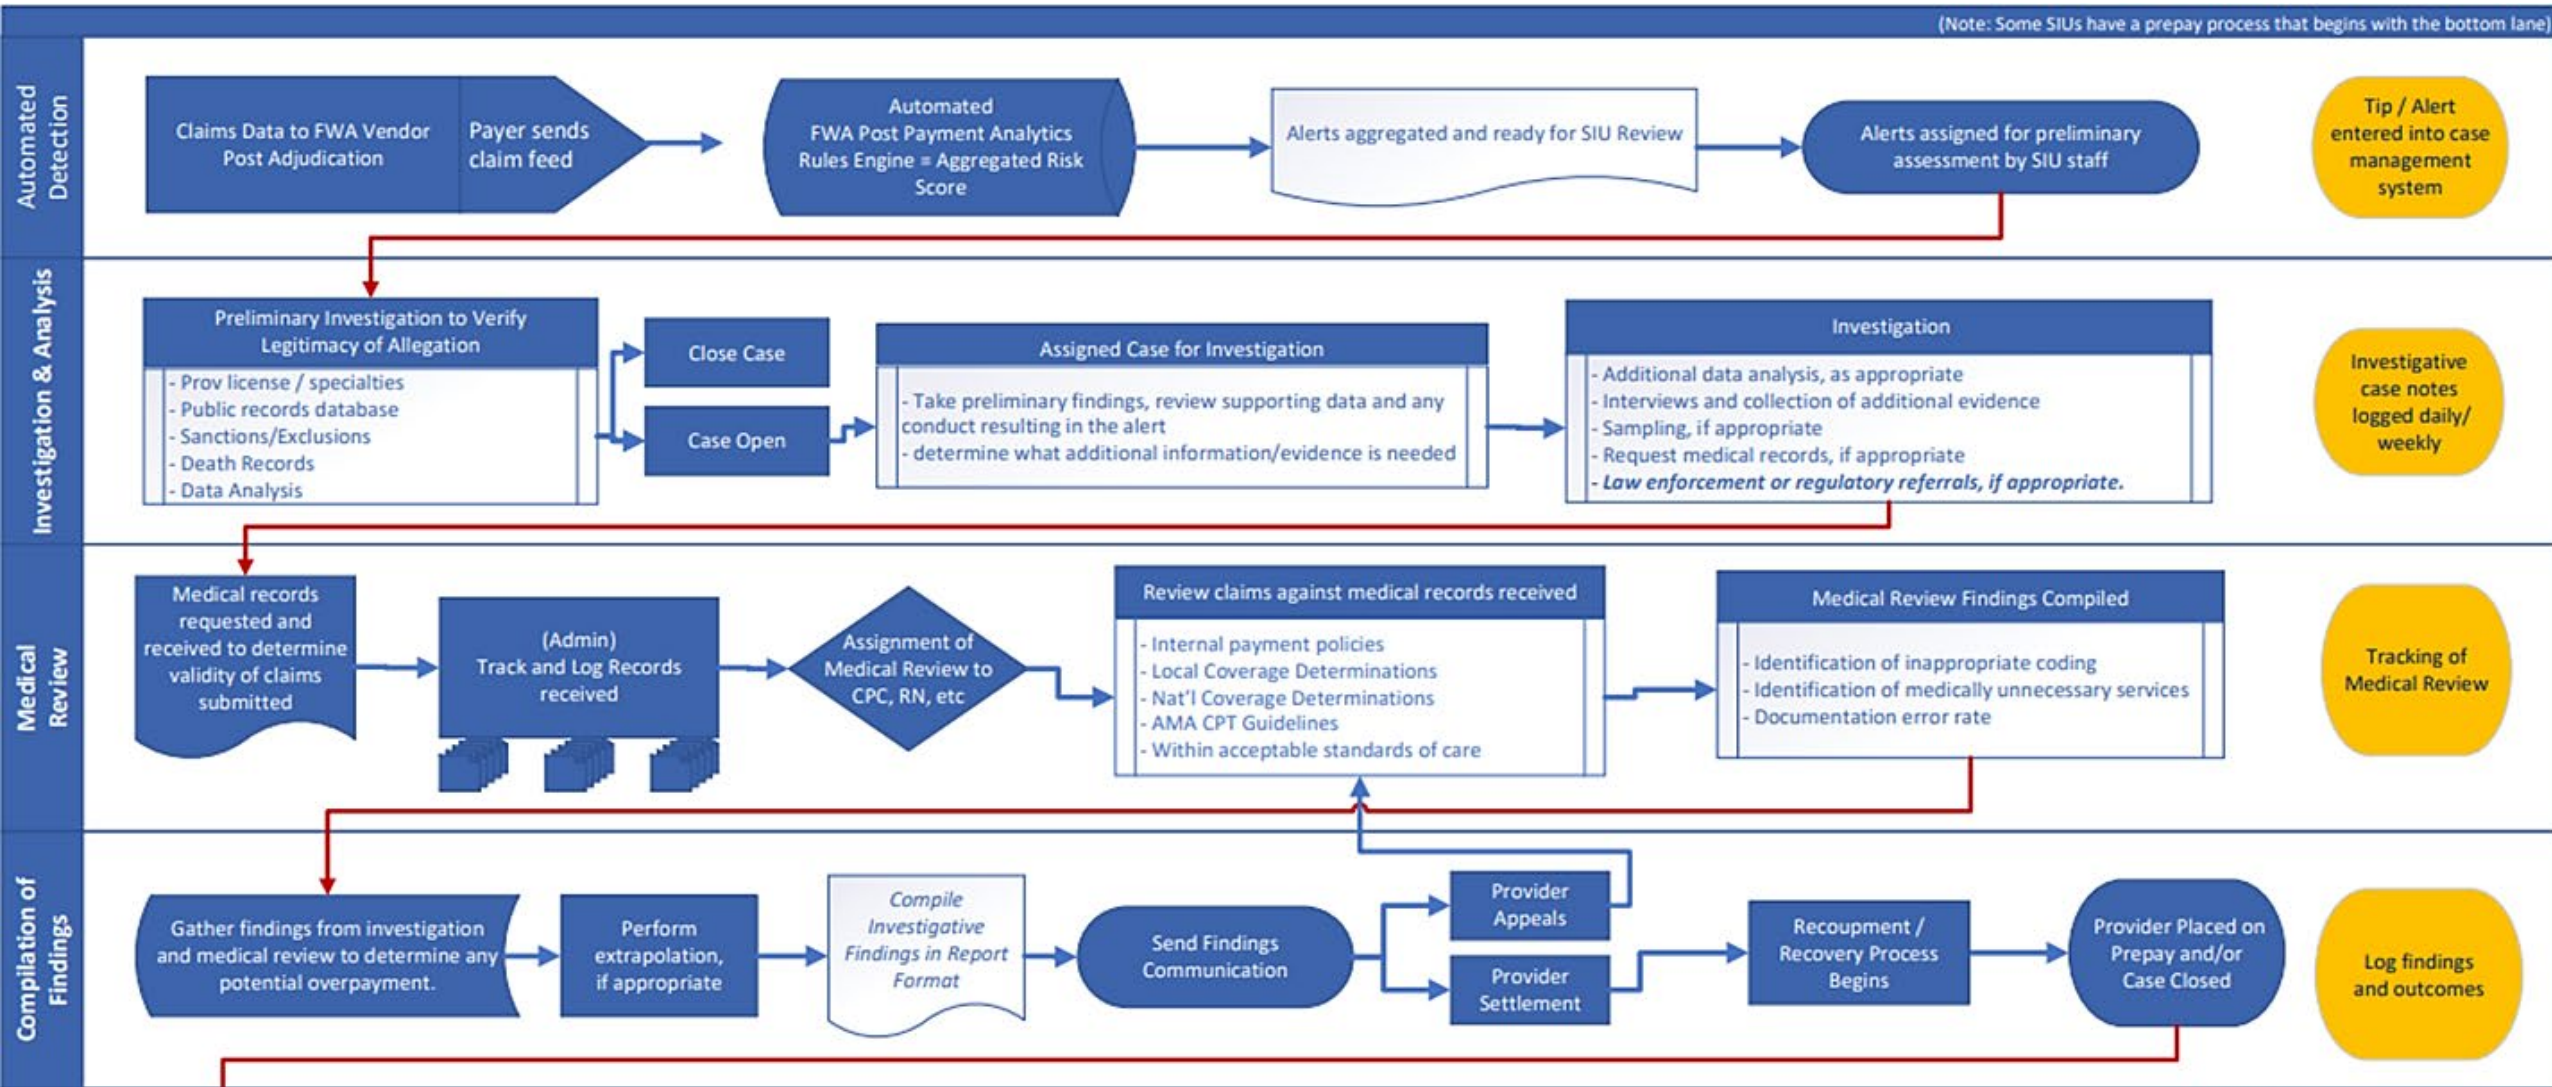 (Note: Some SIUs have a prepay process that begins with the bottom lane)
Automated
Detection
Claims Data to FWA Vendor
Post Adjudication
Payer sends
claim feed
Automated
FWA Post Payment Analytics
Rules Engine = Aggregated Risk
Score
Alerts aggregated and ready for SIU Review
Alerts assigned for preliminary
assessment by SIU staff
Tip / Alert
entered into case
management
system
Investigation & Analysis
Preliminary Investigation to Verify
Legitimacy of Allegation
- Prov license / specialties
- Public records database
- Sanctions/Exclusions
- Death Records
- Data Analysis
Close Case
Case Open
Assigned Case for Investigation
- Take preliminary findings, review supporting data and any
conduct resulting in the alert
- determine what additional information/evidence is needed
Investigation
- Additional data analysis, as appropriate
- Interviews and collection of additional evidence
- Sampling, if appropriate
- Request medical records, if appropriate
- Law enforcement or regulatory referrals, if appropriate.
Investigative
case notes
logged daily/
weekly
Medical
Review
Medical records
requested and
received to determine
validity of claims
submitted
(Admin)
Track and Log Records
received
Assignment of
Medical Review to
CPC, RN, etc
Review claims against medical records received
- Internal payment policies
- Local Coverage Determinations
- Nat'l Coverage Determinations
- AMA CPT Guidelines
- Within acceptable standards of care
Medical Review Findings Compiled
- Identification of inappropriate coding
- Identification of medically unnecessary services
- Documentation error rate
Tracking of
Medical Review
Compilation of
Findings
Gather findings from investigation
and medical review to determine any
potential overpayment.
Perform
extrapolation,
if appropriate
Compile
Investigative
Findings in Report
Format
Send Findings
Communication
Provider
Appeals
Provider
Settlement
Recoupment /
Recovery Process
Begins
Provider Placed on
Prepay and/or
Case Closed
Log findings
and outcomes